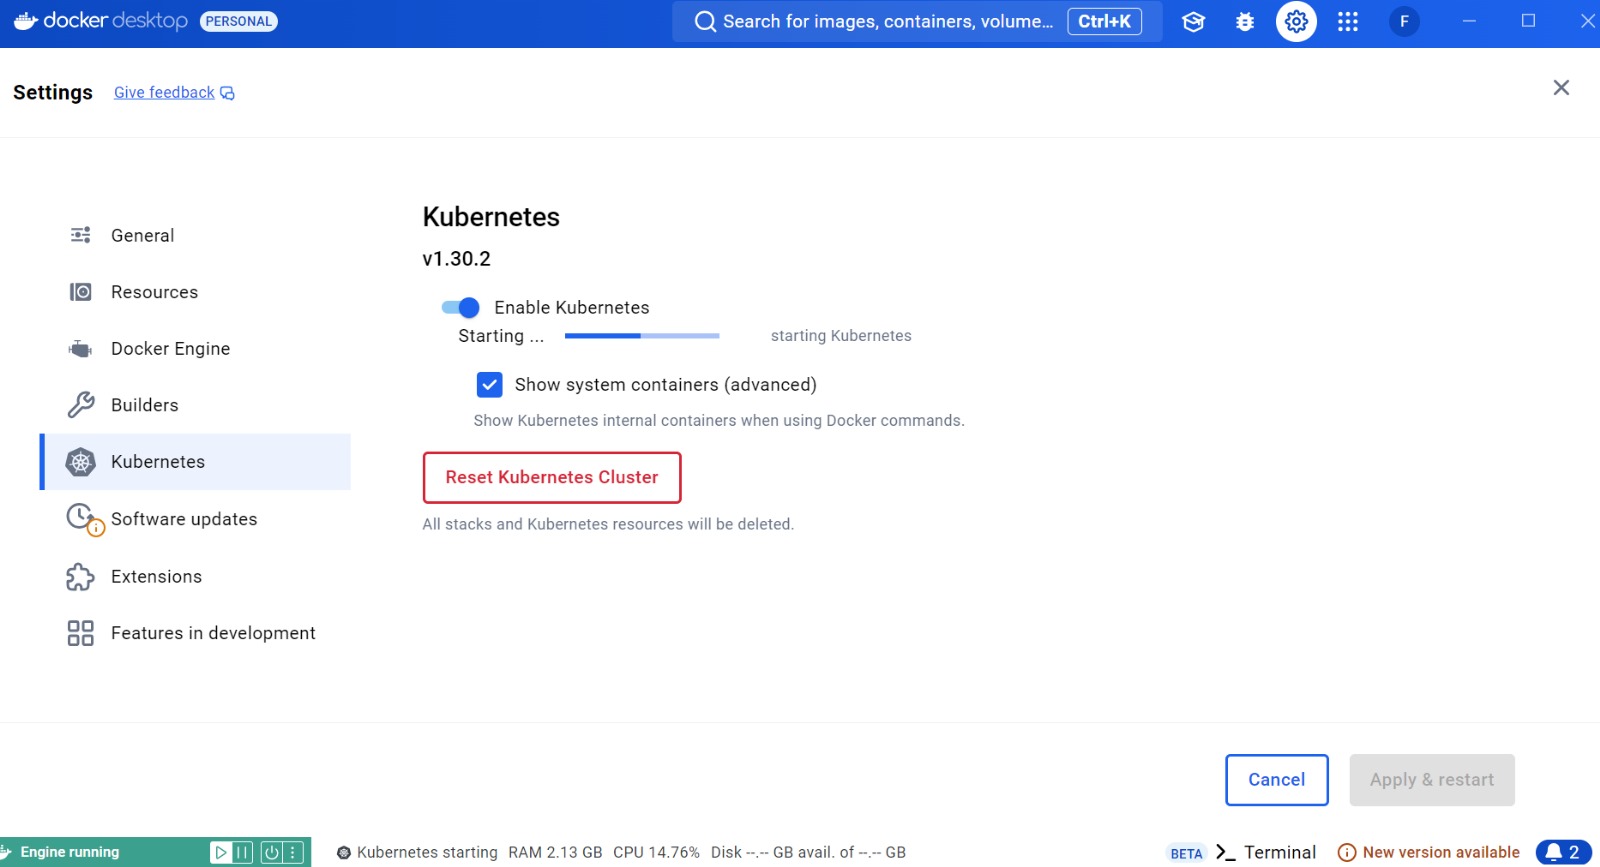 docker desktop PERSONAL
Search for images, containers, volume... Ctrl+K
F
Settings Give feedback
General
Resources
Docker Engine
Builders
Kubernetes
Software updates
Extensions
Features in development
Kubernetes
v1.30.2
Enable Kubernetes
Starting ... starting Kubernetes
Show system containers (advanced)
Show Kubernetes internal containers when using Docker commands.
Reset Kubernetes Cluster
All stacks and Kubernetes resources will be deleted.
Cancel Apply & restart
Engine running Kubernetes starting RAM 2.13 GB CPU 14.76% Disk --.-- GB avail. of --.-- GB BETA >_ Terminal New version available 2